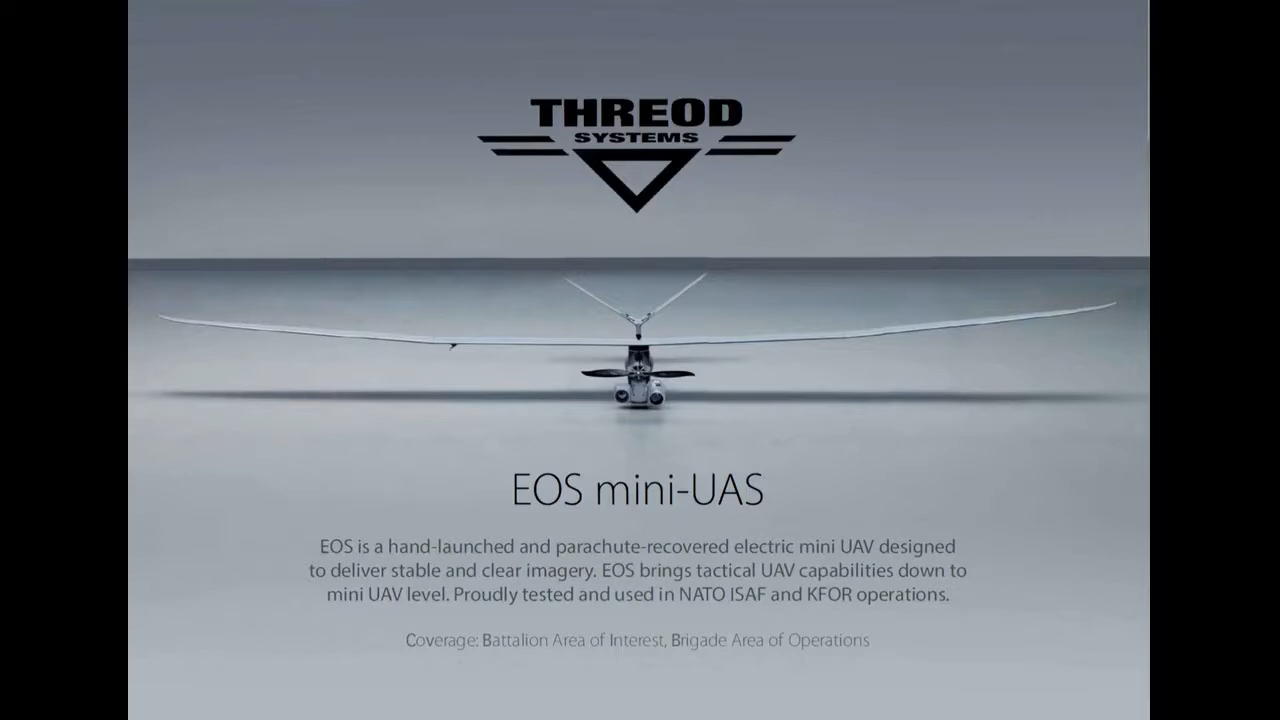 THREOD
SYSTEMS
EOS mini-UAS
EOS is a hand-launched and parachute-recovered electric mini UAV designed
to deliver stable and clear imagery. EOS brings tactical UAV capabilities down to
mini UAV level. Proudly tested and used in NATO ISAF and KFOR operations.
Coverage: Battalion Area of Interest, Brigade Area of Operations